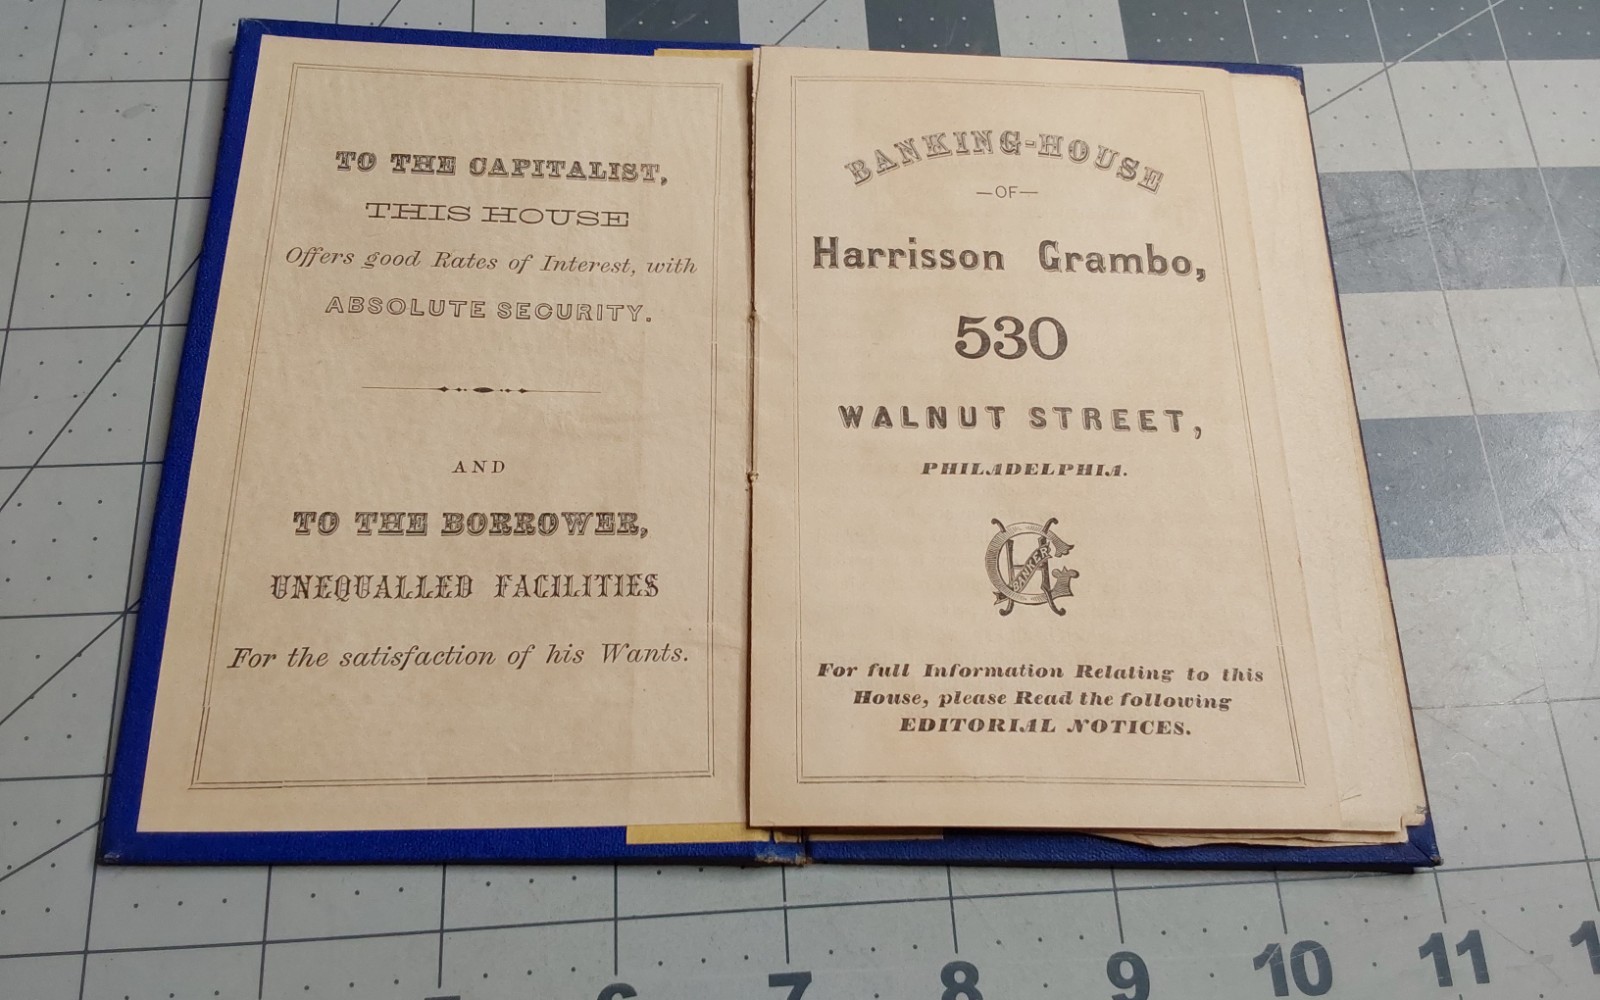 TO THE CAPITALIST,
THIS HOUSE
Offers good Rates of Interest, with
ABSOLUTE SECURITY.
AND
TO THE BORROWER,
UNEQUALLED FACILITIES
For the satisfaction of his Wants.
BANKING-HOUSE
—OF—
Harrisson Grambo,
530
WALNUT STREET,
PHILADELPHIA.
HG
BANKER
For full Information Relating to this
House, please Read the following
EDITORIAL NOTICES.
6 7 8 9 10 11